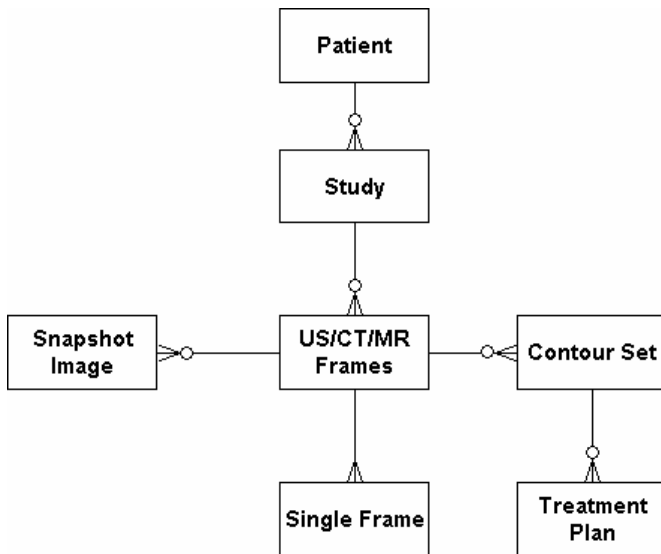 Patient
Study
Snapshot
Image
US/CT/MR
Frames
Contour Set
Single Frame
Treatment
Plan